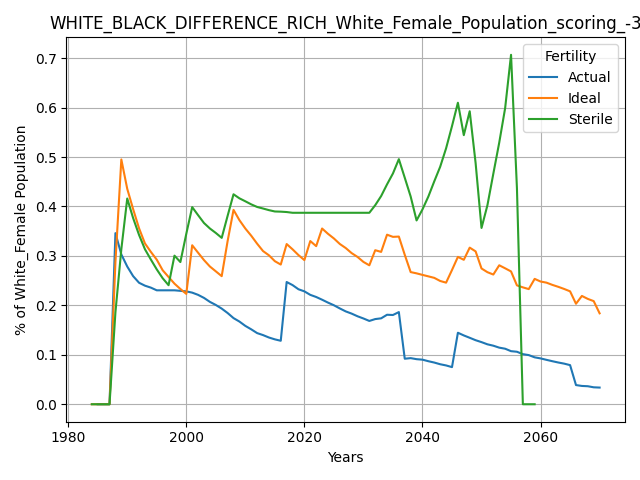 WHITE_BLACK_DIFFERENCE_RICH_White_Female_Population_scoring_-3
Fertility
Actual
Ideal
Sterile
% of White_Female Population
0.7
0.6
0.5
0.4
0.3
0.2
0.1
0.0
1980 2000 2020 2040 2060
Years